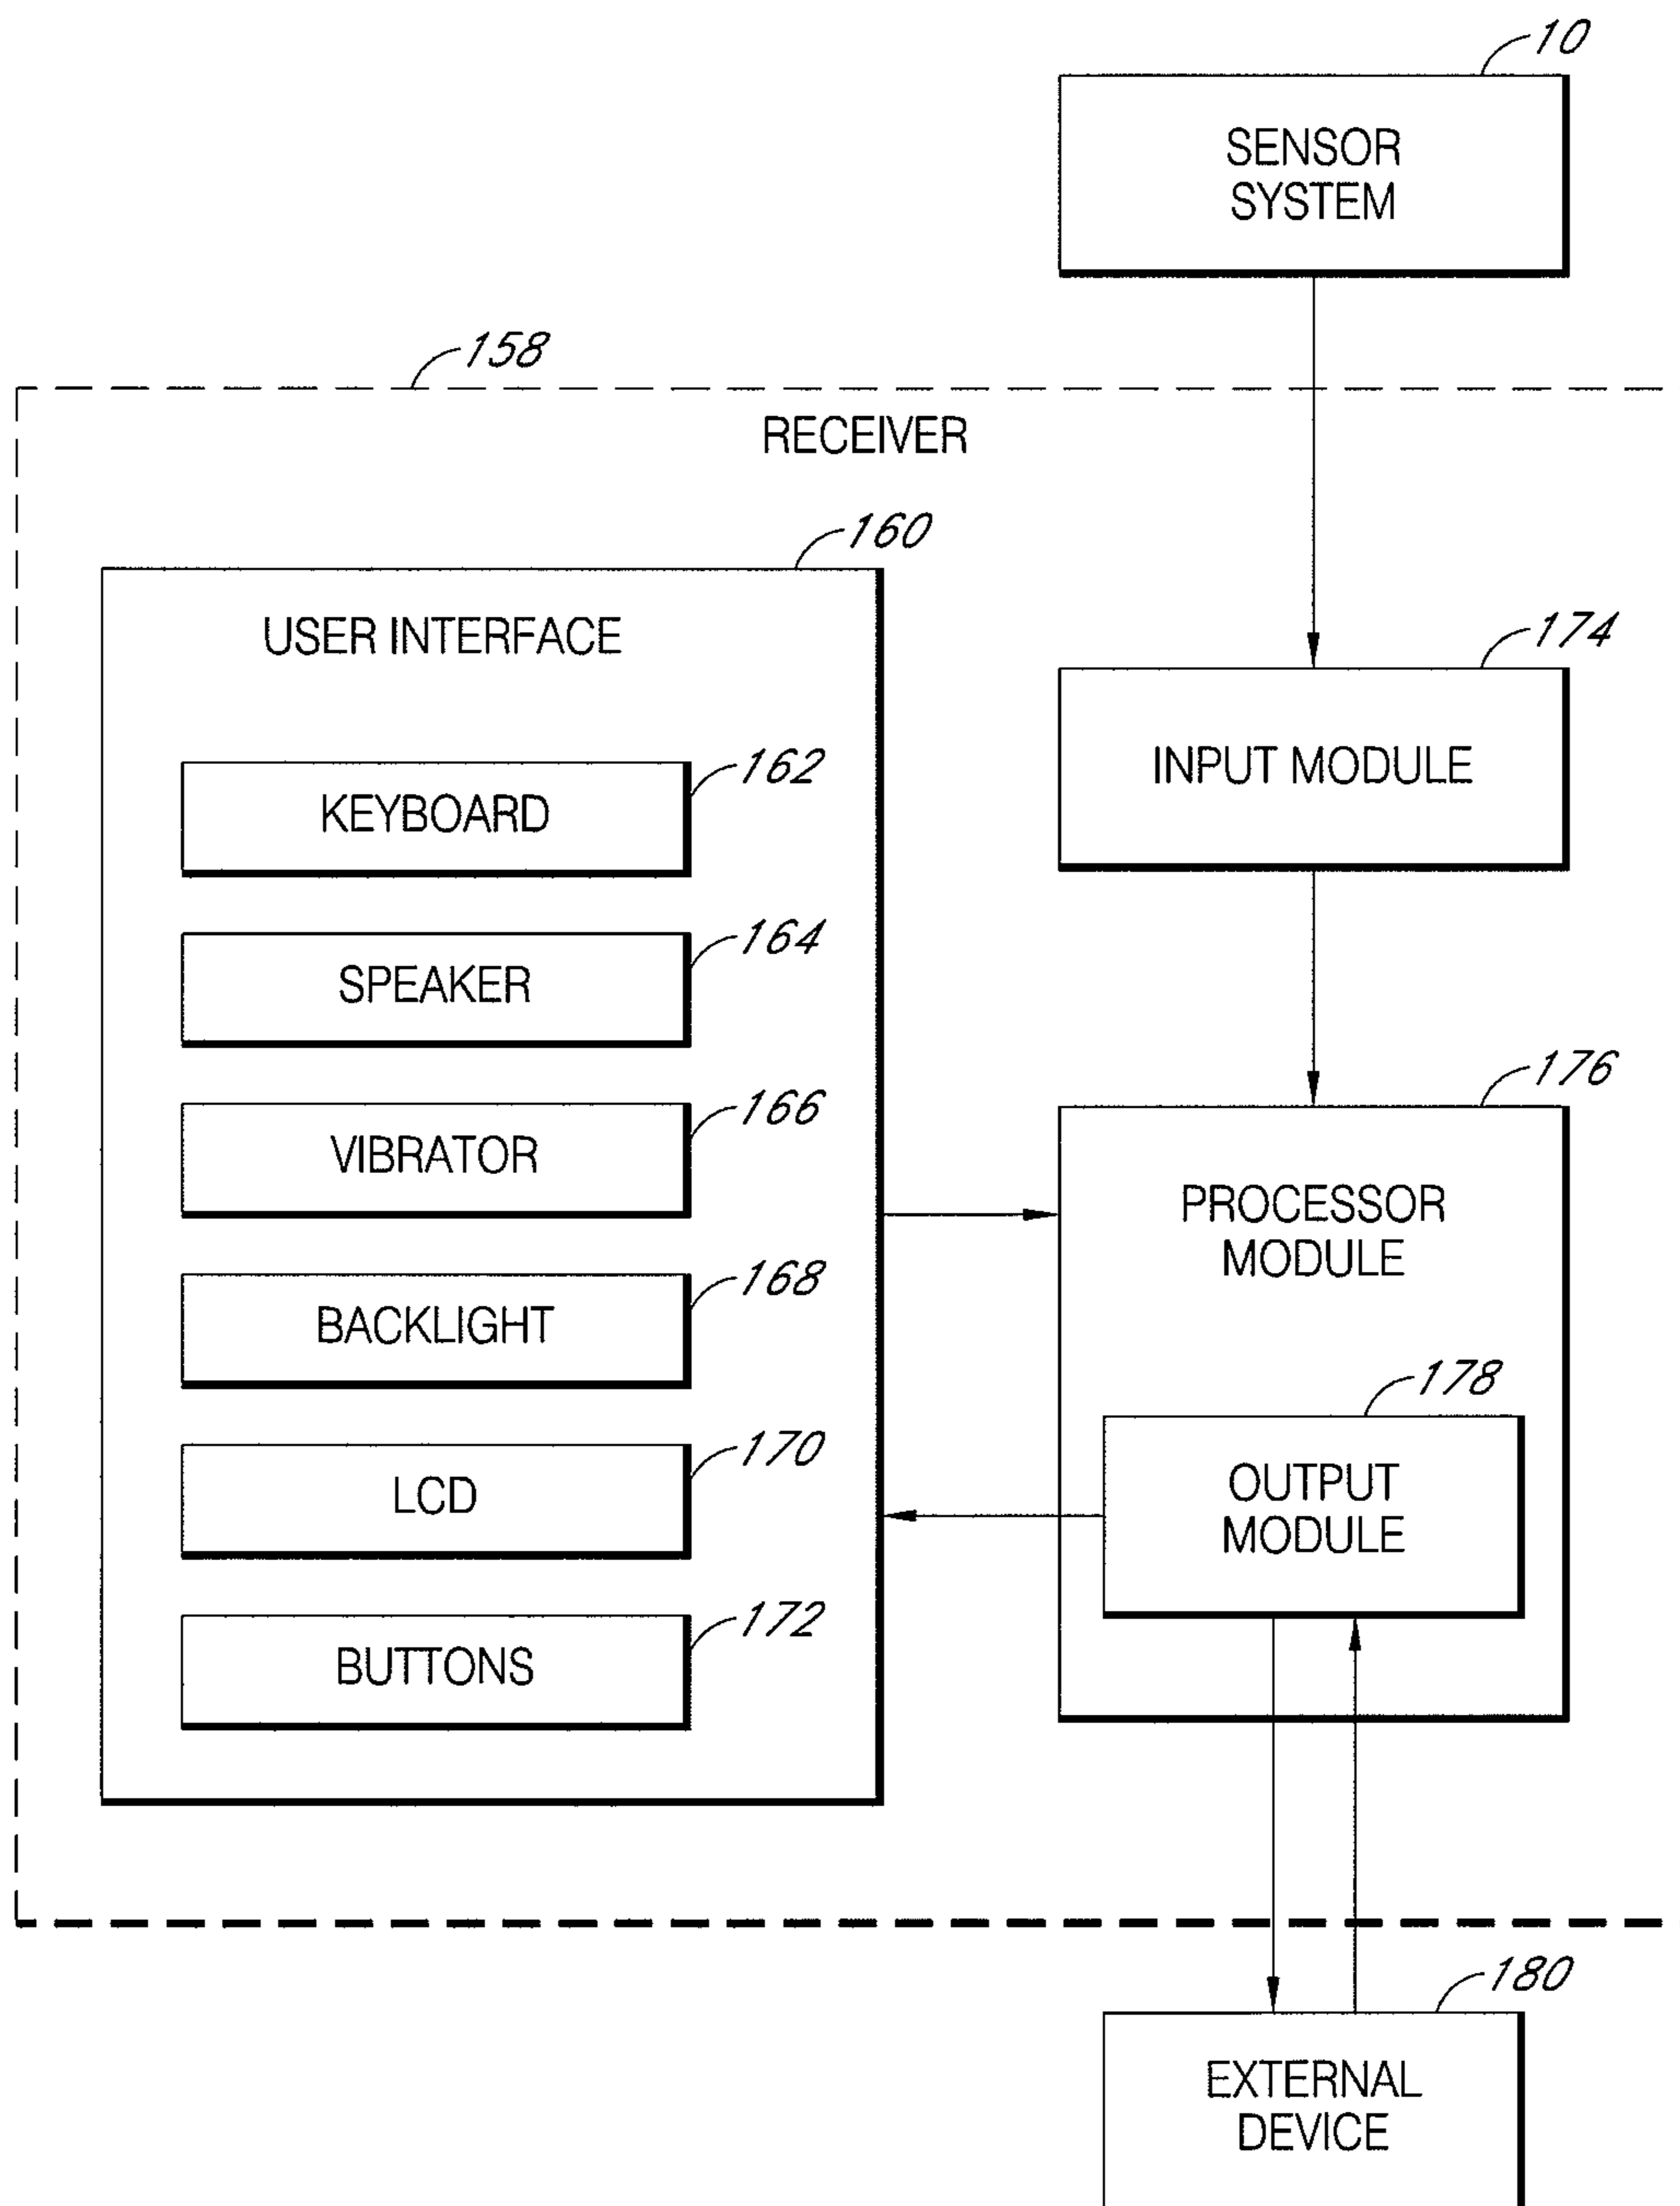 10
SENSOR
SYSTEM
158
RECEIVER
160
USER INTERFACE
174
INPUT MODULE
162
KEYBOARD
164
SPEAKER
166
VIBRATOR
176
PROCESSOR
MODULE
168
BACKLIGHT
178
OUTPUT
MODULE
170
LCD
172
BUTTONS
180
EXTERNAL
DEVICE